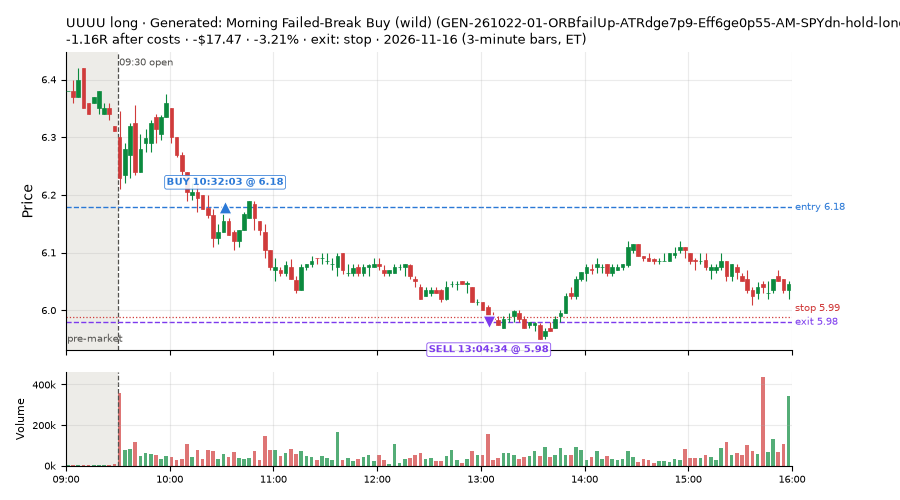 UUUU long · Generated: Morning Failed-Break Buy (wild) (GEN-261022-01-ORBfailUp-ATRdge7p9-Eff6ge0p55-AM-SPYdn-hold-lon
-1.16R after costs · -$17.47 · -3.21% · exit: stop · 2026-11-16 (3-minute bars, ET)
09:30 open
6.4
6.3
BUY 10:32:03 @ 6.18
6.2
entry 6.18
Price
6.1
6.0
stop 5.99
exit 5.98
pre-market
SELL 13:04:34 @ 5.98
400k
Volume
200k
0k
09:00 10:00 11:00 12:00 13:00 14:00 15:00 16:00